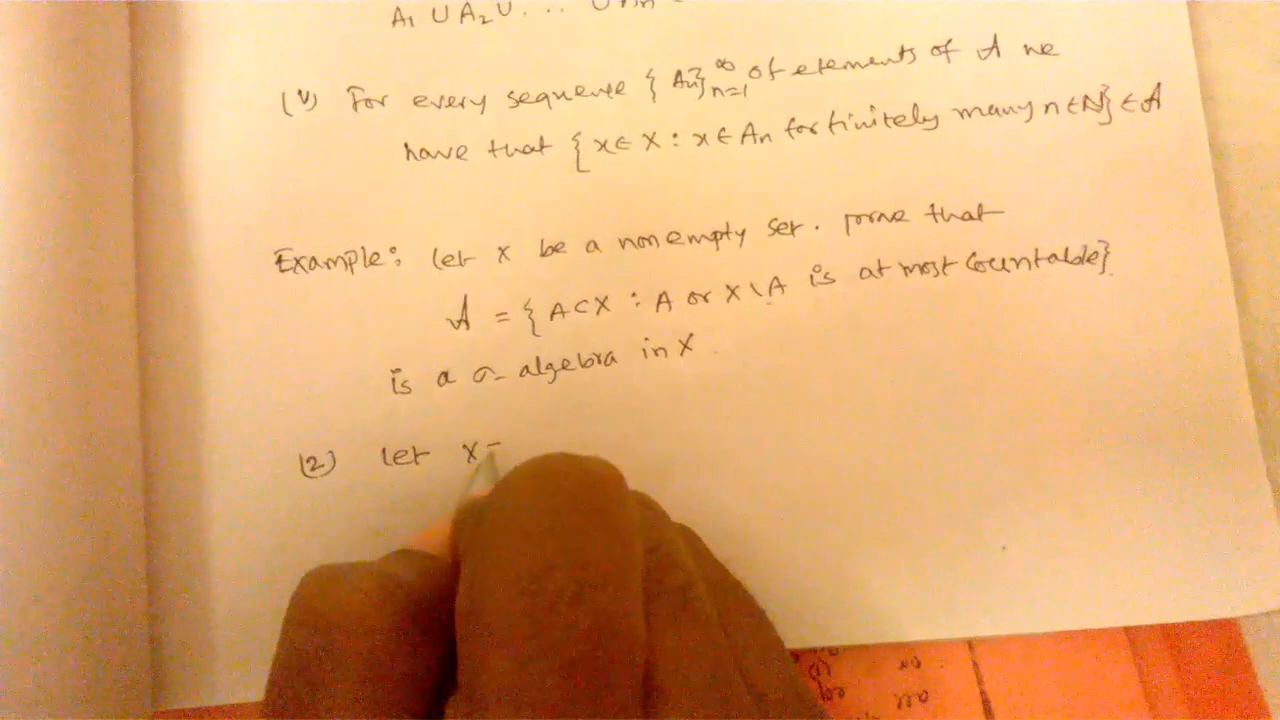 A₁ ∪ A₂ ∪ . . . ∪
(V) For every sequence { An}∞n=1 of elements of A we
have that { x ∈ X : x ∈ An for finitely many n ∈ N} ∈ A
Example: let X be a nonempty set. prove that
A = { A ⊂ X : A or X \ A is at most Countable}
is a σ- algebra in X
(2) let X =